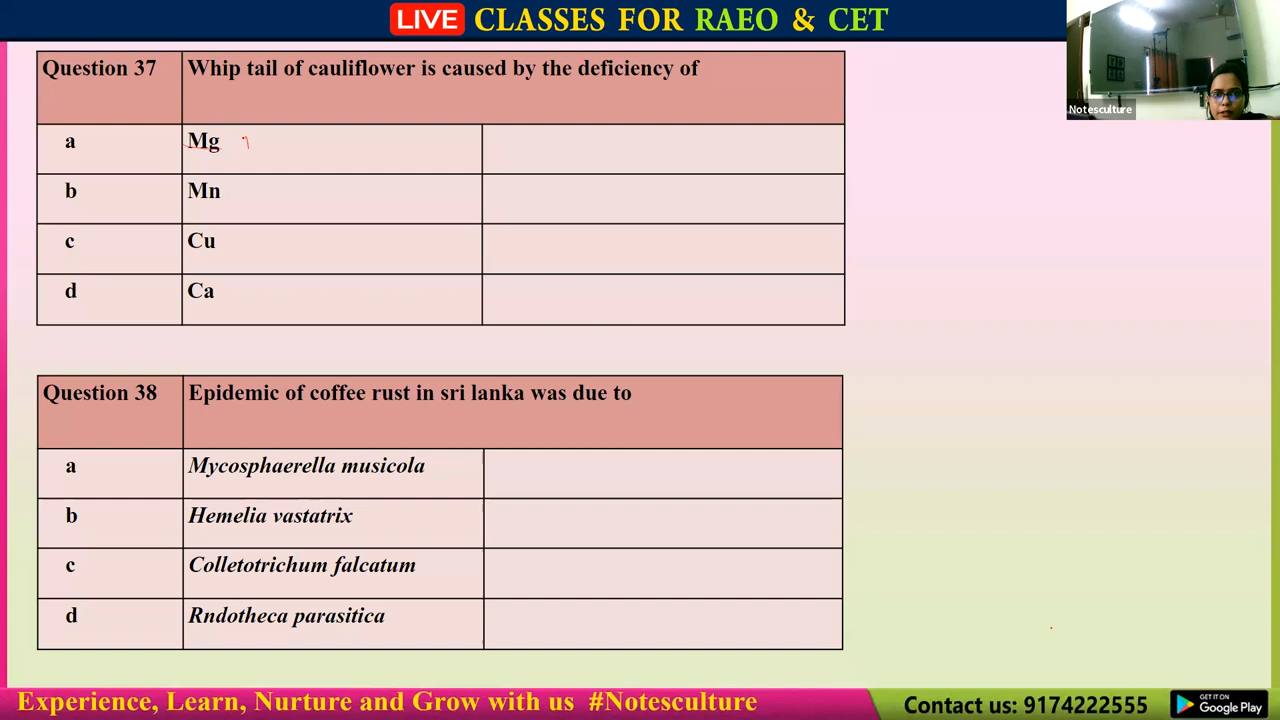 LIVE CLASSES FOR RAEO & CET
Notesculture
Question 37 Whip tail of cauliflower is caused by the deficiency of
a Mg
b Mn
c Cu
d Ca
Question 38 Epidemic of coffee rust in sri lanka was due to
a Mycosphaerella musicola
b Hemelia vastatrix
c Colletotrichum falcatum
d Rndotheca parasitica
Experience, Learn, Nurture and Grow with us #Notesculture
Contact us: 9174222555
GET IT ON
Google Play